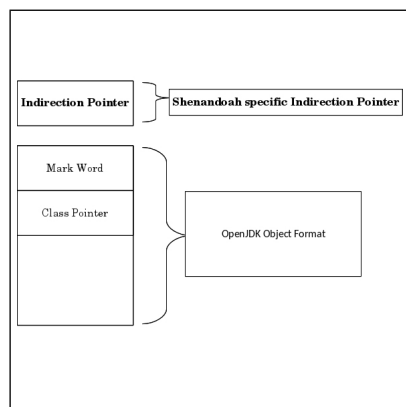 Indirection Pointer
Shenandoah specific Indirection Pointer
Mark Word
Class Pointer
OpenJDK Object Format